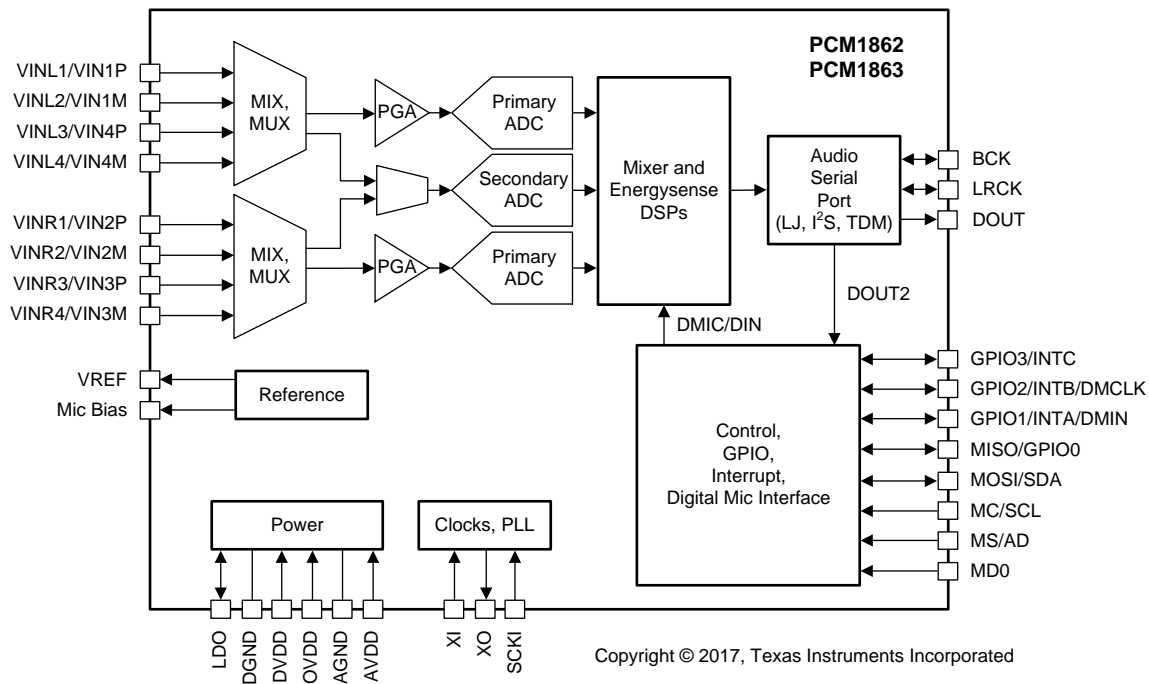 PCM1862
PCM1863
VINL1/VIN1P
VINL2/VIN1M
VINL3/VIN4P
VINL4/VIN4M
MIX,
MUX
PGA
Primary
ADC
Secondary
ADC
Mixer and
Energysense
DSPs
Audio
Serial
Port
(LJ, I²S, TDM)
BCK
LRCK
DOUT
VINR1/VIN2P
VINR2/VIN2M
VINR3/VIN3P
VINR4/VIN3M
MIX,
MUX
PGA
Primary
ADC
DOUT2
DMIC/DIN
VREF
Mic Bias
Reference
Control,
GPIO,
Interrupt,
Digital Mic Interface
GPIO3/INTC
GPIO2/INTB/DMCLK
GPIO1/INTA/DMIN
MISO/GPIO0
MOSI/SDA
MC/SCL
MS/AD
MD0
Power
Clocks, PLL
LDO
DGND
DVDD
OVDD
AGND
AVDD
XI
XO
SCKI
Copyright © 2017, Texas Instruments Incorporated